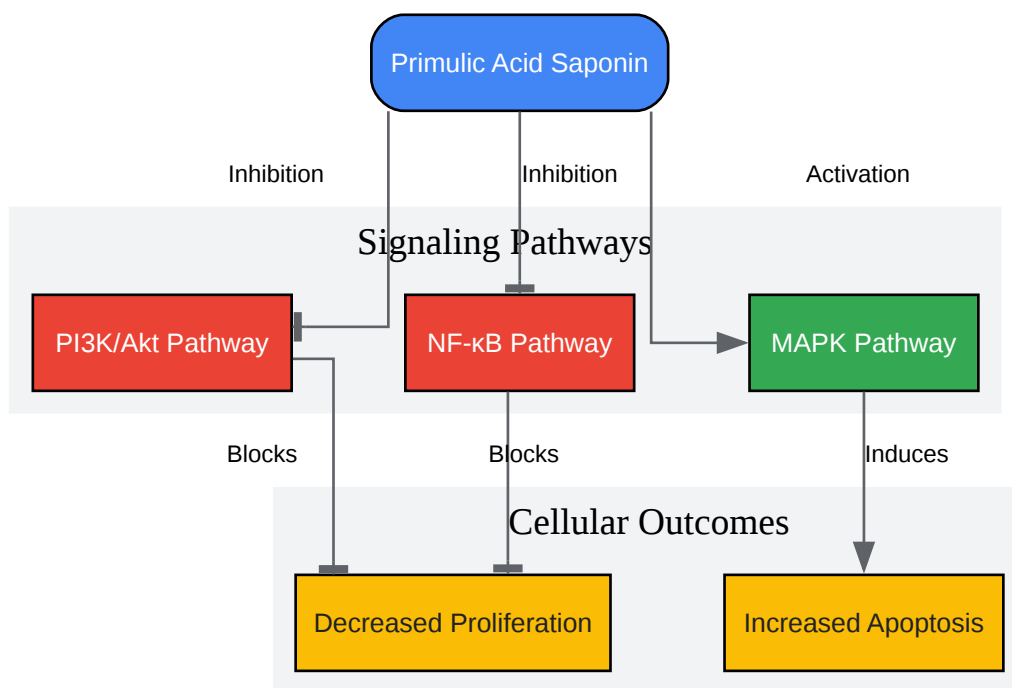 Primulic Acid Saponin
Inhibition
Inhibition
Activation
Signaling Pathways
PI3K/Akt Pathway
NF-κB Pathway
MAPK Pathway
Blocks
Blocks
Induces
Cellular Outcomes
Decreased Proliferation
Increased Apoptosis